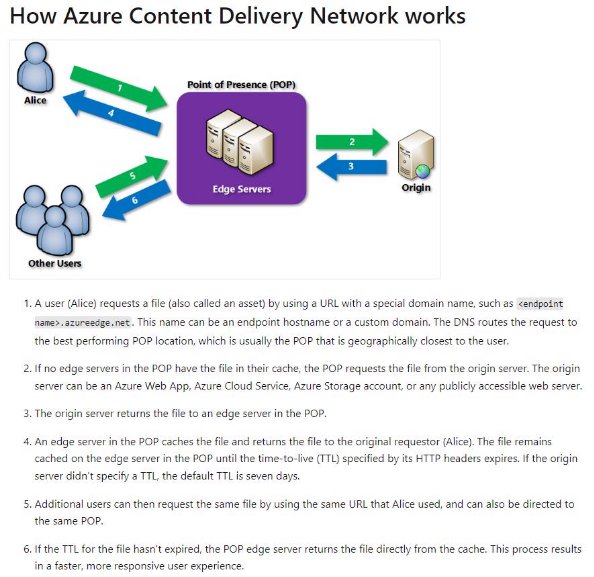 How Azure Content Delivery Network works
Point of Presence (POP)
Alice
1
4
2
3
5
6
Edge Servers
Origin
Other Users
1. A user (Alice) requests a file (also called an asset) by using a URL with a special domain name, such as <endpoint
name>.azureedge.net. This name can be an endpoint hostname or a custom domain. The DNS routes the request to
the best performing POP location, which is usually the POP that is geographically closest to the user.
2. If no edge servers in the POP have the file in their cache, the POP requests the file from the origin server. The origin
server can be an Azure Web App, Azure Cloud Service, Azure Storage account, or any publicly accessible web server.
3. The origin server returns the file to an edge server in the POP.
4. An edge server in the POP caches the file and returns the file to the original requestor (Alice). The file remains
cached on the edge server in the POP until the time-to-live (TTL) specified by its HTTP headers expires. If the origin
server didn't specify a TTL, the default TTL is seven days.
5. Additional users can then request the same file by using the same URL that Alice used, and can also be directed to
the same POP.
6. If the TTL for the file hasn't expired, the POP edge server returns the file directly from the cache. This process results
in a faster, more responsive user experience.